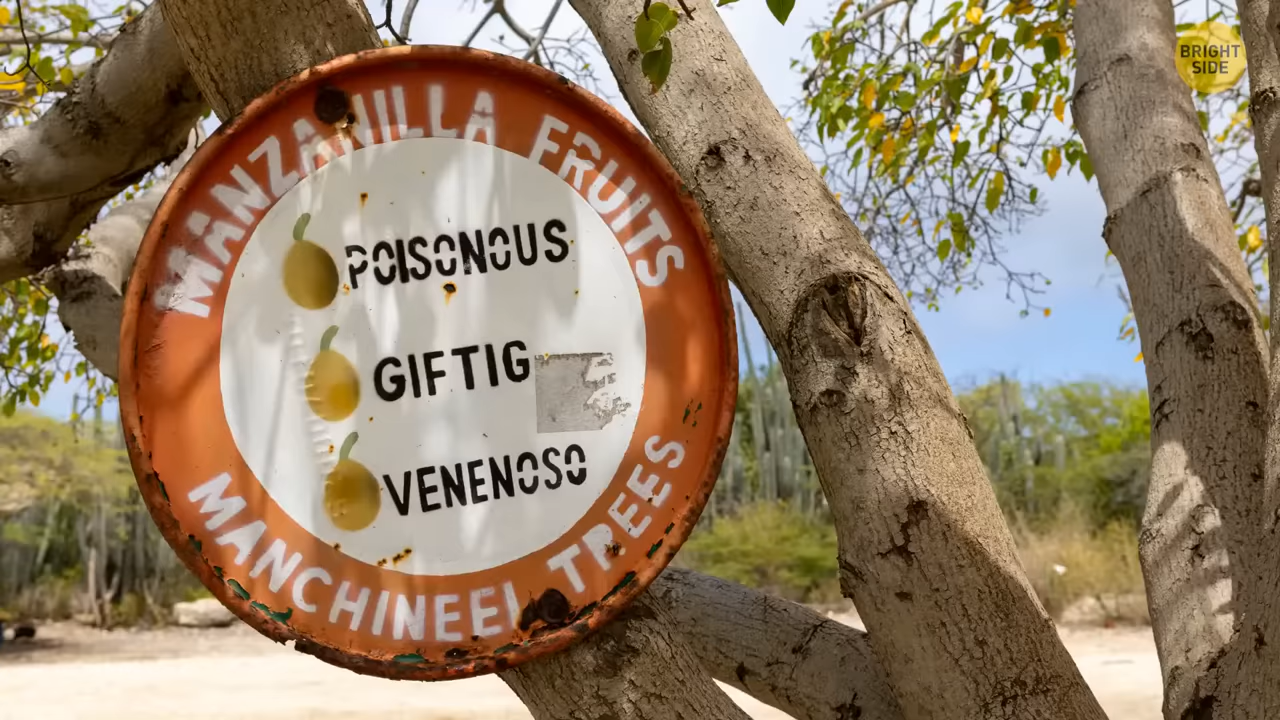 MANZANILLA FRUITS
POISONOUS
GIFTIG
VENENOSO
MANCHINEEL TREES
BRIGHT
SIDE